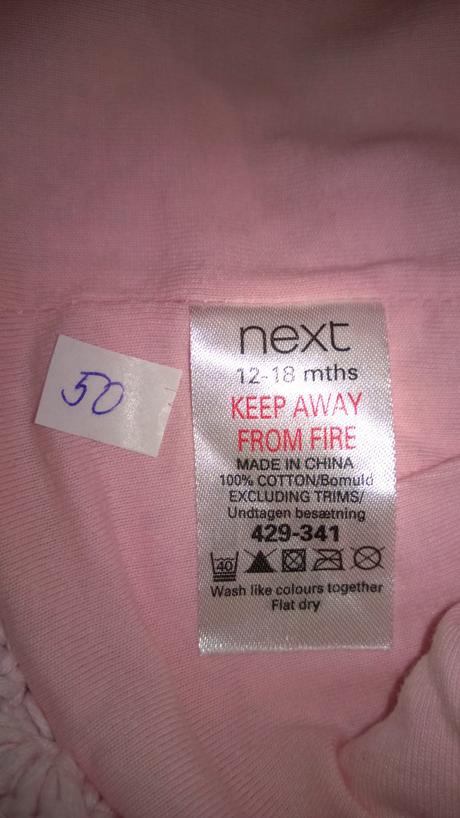 50
next
12-18 mths
KEEP AWAY
FROM FIRE
MADE IN CHINA
100% COTTON/Bomuld
EXCLUDING TRIMS/
Undtagen besætning
429-341
40
Wash like colours together
Flat dry